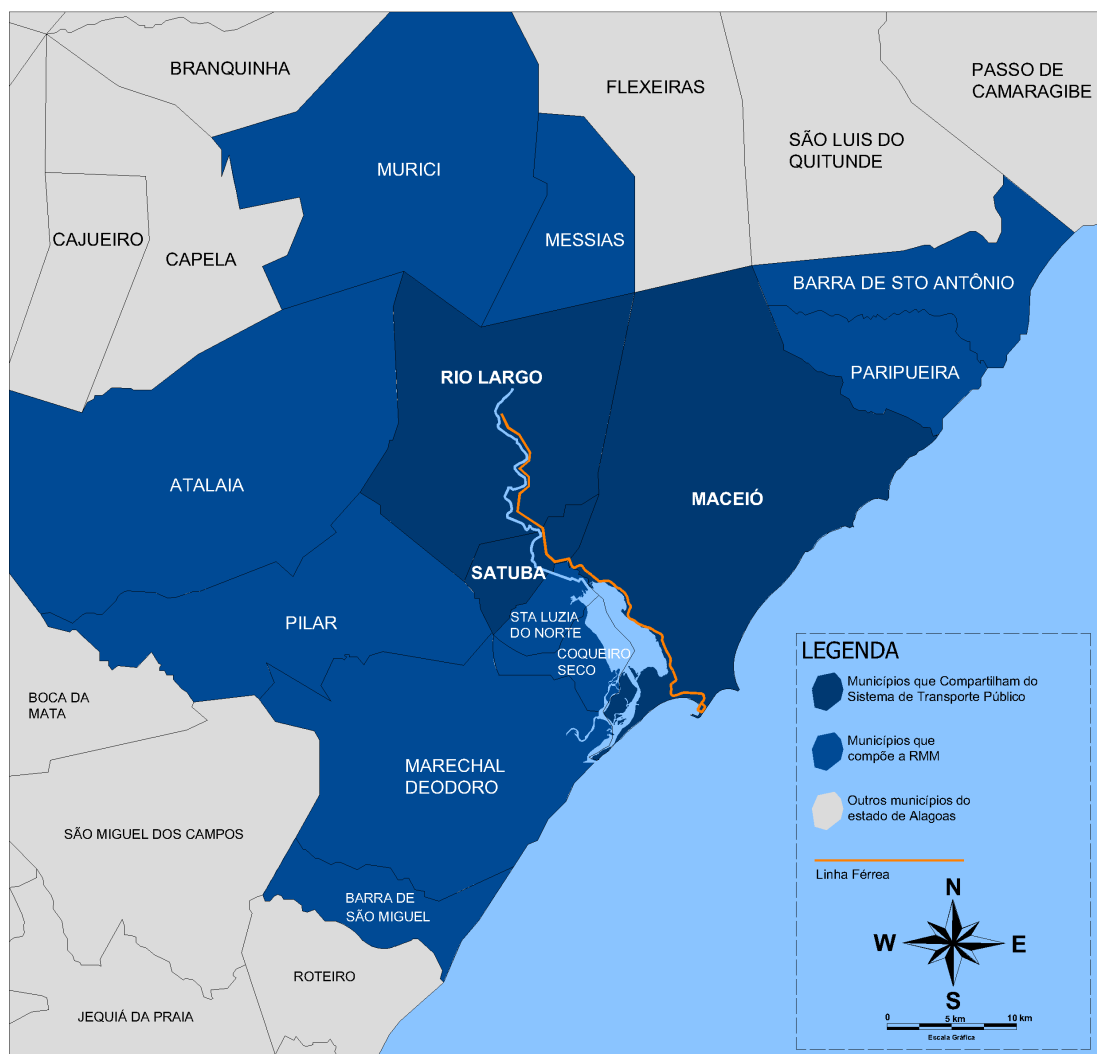 BRANQUINHA
FLEXEIRAS
PASSO DE
CAMARAGIBE
SÃO LUIS DO
QUITUNDE
MURICI
CAJUEIRO
CAPELA
MESSIAS
BARRA DE STO ANTÔNIO
RIO LARGO
PARIPUEIRA
ATALAIA
MACEIÓ
SATUBA
PILAR
STA LUZIA
DO NORTE
COQUEIRO
SECO
BOCA DA
MATA
MARECHAL
DEODORO
SÃO MIGUEL DOS CAMPOS
BARRA DE
SÃO MIGUEL
ROTEIRO
JEQUIÁ DA PRAIA
LEGENDA
Municípios que Compartilham do
Sistema de Transporte Público
Municípios que
compõe a RMM
Outros municípios do
estado de Alagoas
Linha Férrea
N
W
E
S
0 5 km 10 km
Escala Gráfica